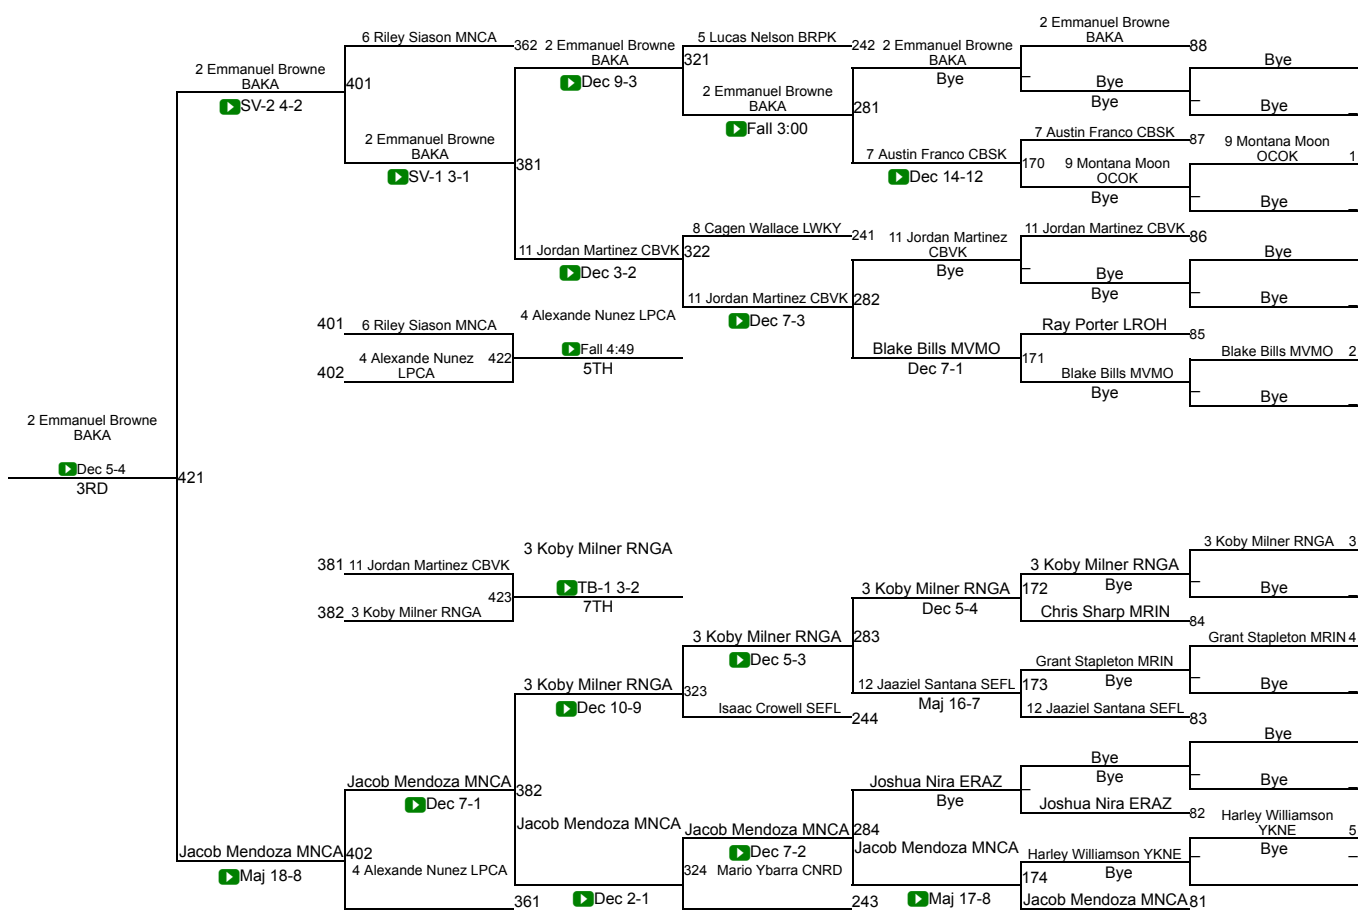 2 Emmanuel Browne
BAKA
6 Riley Siason MNCA
362
2 Emmanuel Browne
BAKA
5 Lucas Nelson BRPK
242
2 Emmanuel Browne
BAKA
88
Bye
321
Bye
Dec 9-3
2 Emmanuel Browne
BAKA
401
SV-2 4-2
2 Emmanuel Browne
BAKA
Fall 3:00
281
Bye
Bye
Bye
7 Austin Franco CBSK
87
9 Montana Moon
OCOK
1
2 Emmanuel Browne
BAKA
SV-1 3-1
381
7 Austin Franco CBSK
Dec 14-12
170
9 Montana Moon
OCOK
Bye
Bye
8 Cagen Wallace LWKY
241
11 Jordan Martinez
CBVK
Bye
11 Jordan Martinez CBVK
86
Bye
11 Jordan Martinez CBVK
322
Dec 3-2
Bye
Bye
Bye
11 Jordan Martinez CBVK
282
Dec 7-3
401
6 Riley Siason MNCA
4 Alexande Nunez LPCA
Ray Porter LROH
85
Blake Bills MVMO
2
402
4 Alexande Nunez
LPCA
422
Fall 4:49
5TH
Blake Bills MVMO
Dec 7-1
171
Blake Bills MVMO
Bye
Bye
2 Emmanuel Browne
BAKA
Dec 5-4
3RD
421
381
11 Jordan Martinez CBVK
3 Koby Milner RNGA
3 Koby Milner RNGA
3
382
3 Koby Milner RNGA
423
TB-1 3-2
7TH
3 Koby Milner RNGA
Dec 5-4
172
3 Koby Milner RNGA
Bye
Bye
Chris Sharp MRIN
84
3 Koby Milner RNGA
Dec 5-3
283
Grant Stapleton MRIN
4
Grant Stapleton MRIN
Bye
Bye
3 Koby Milner RNGA
Dec 10-9
323
Isaac Crowell SEFL
244
12 Jaaziel Santana SEFL
Maj 16-7
173
12 Jaaziel Santana SEFL
83
Bye
Bye
Bye
Bye
Jacob Mendoza MNCA
Dec 7-1
382
Joshua Nira ERAZ
Bye
Joshua Nira ERAZ
82
Harley Williamson
YKNE
5
Jacob Mendoza MNCA
Jacob Mendoza MNCA
Dec 7-2
284
Jacob Mendoza MNCA
Harley Williamson YKNE
Bye
Bye
Jacob Mendoza MNCA
402
Maj 18-8
4 Alexande Nunez LPCA
361
Dec 2-1
324
Mario Ybarra CNRD
243
Maj 17-8
174
Jacob Mendoza MNCA
81